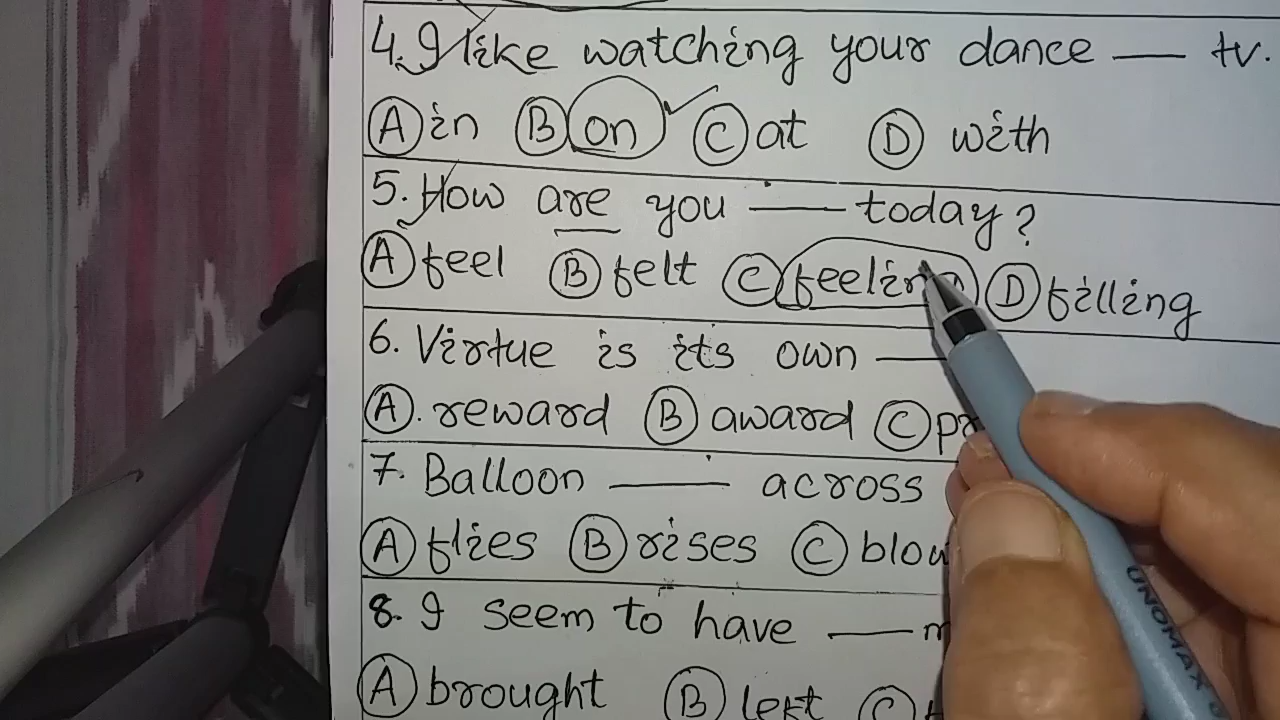 4. I like watching your dance — tv.
A in B on C at D with
5. How are you — today?
A feel B felt C feeling D filling
6. Virtue is its own —
A. reward B award C
7. Balloon — across
A flies B rises C
8. I seem to have —
A brought B left C
UNOMAX